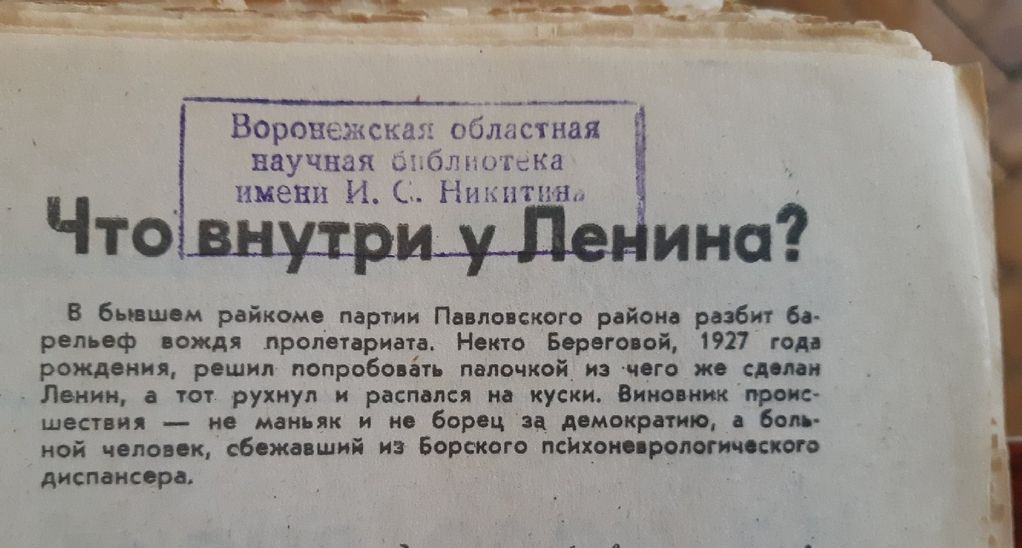 Воронежская областная
научная библиотека
имени И. С. Никитина
Что внутри у Ленина?
В бывшем райкоме партии Павловского района разбит ба-
рельеф вождя пролетариата. Некто Береговой, 1927 года
рождения, решил попробовать палочкой из чего же сделан
Ленин, а тот рухнул и распался на куски. Виновник проис-
шествия — не маньяк и не борец за демократию, а боль-
ной человек, сбежавший из Борского психоневрологического
диспансера.